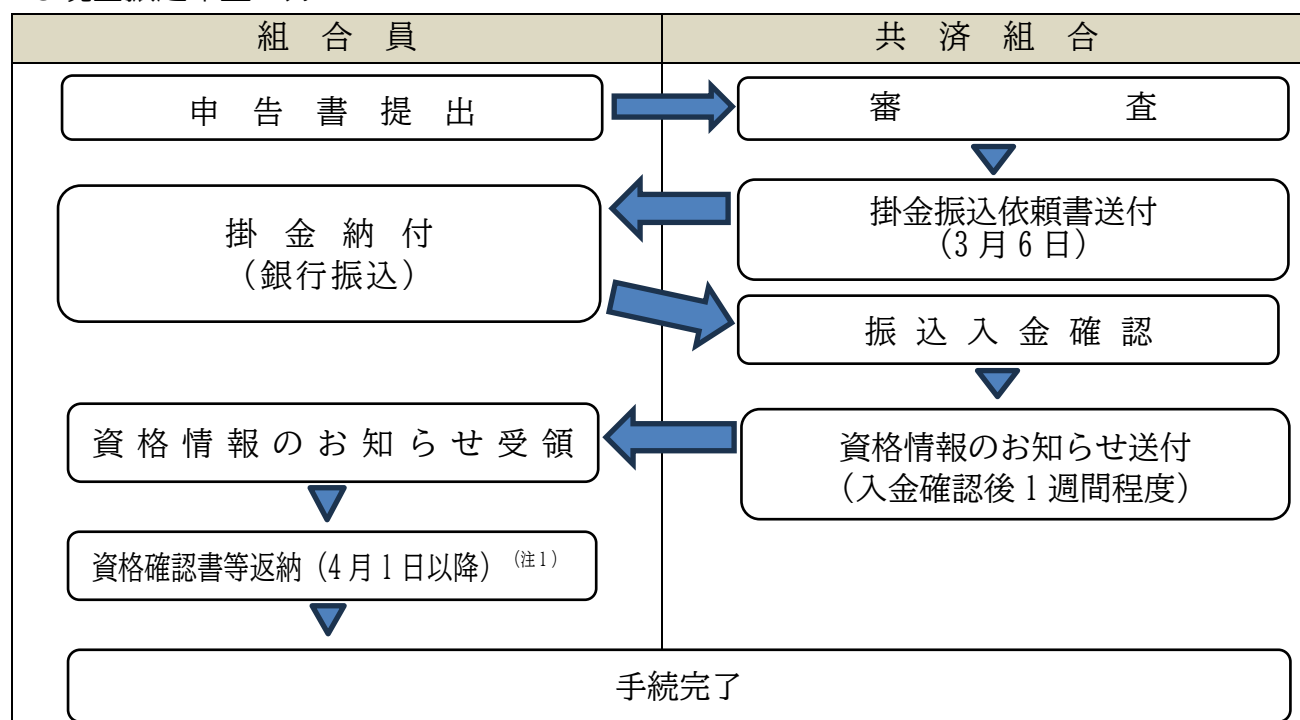 組合員
共済組合
申告書提出
審査
掛金振込依頼書送付
（3月6日）
掛金納付
（銀行振込）
振込入金確認
資格情報のお知らせ送付
（入金確認後1週間程度）
資格情報のお知らせ受領
資格確認書等返納（4月1日以降）（注1）
手続完了